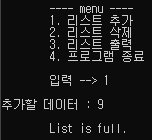 ---- menu ----
1. 리스트 추가
2. 리스트 삭제
3. 리스트 출력
4. 프로그램 종료
입력 --> 1
추가할 데이터 : 9
List is full.